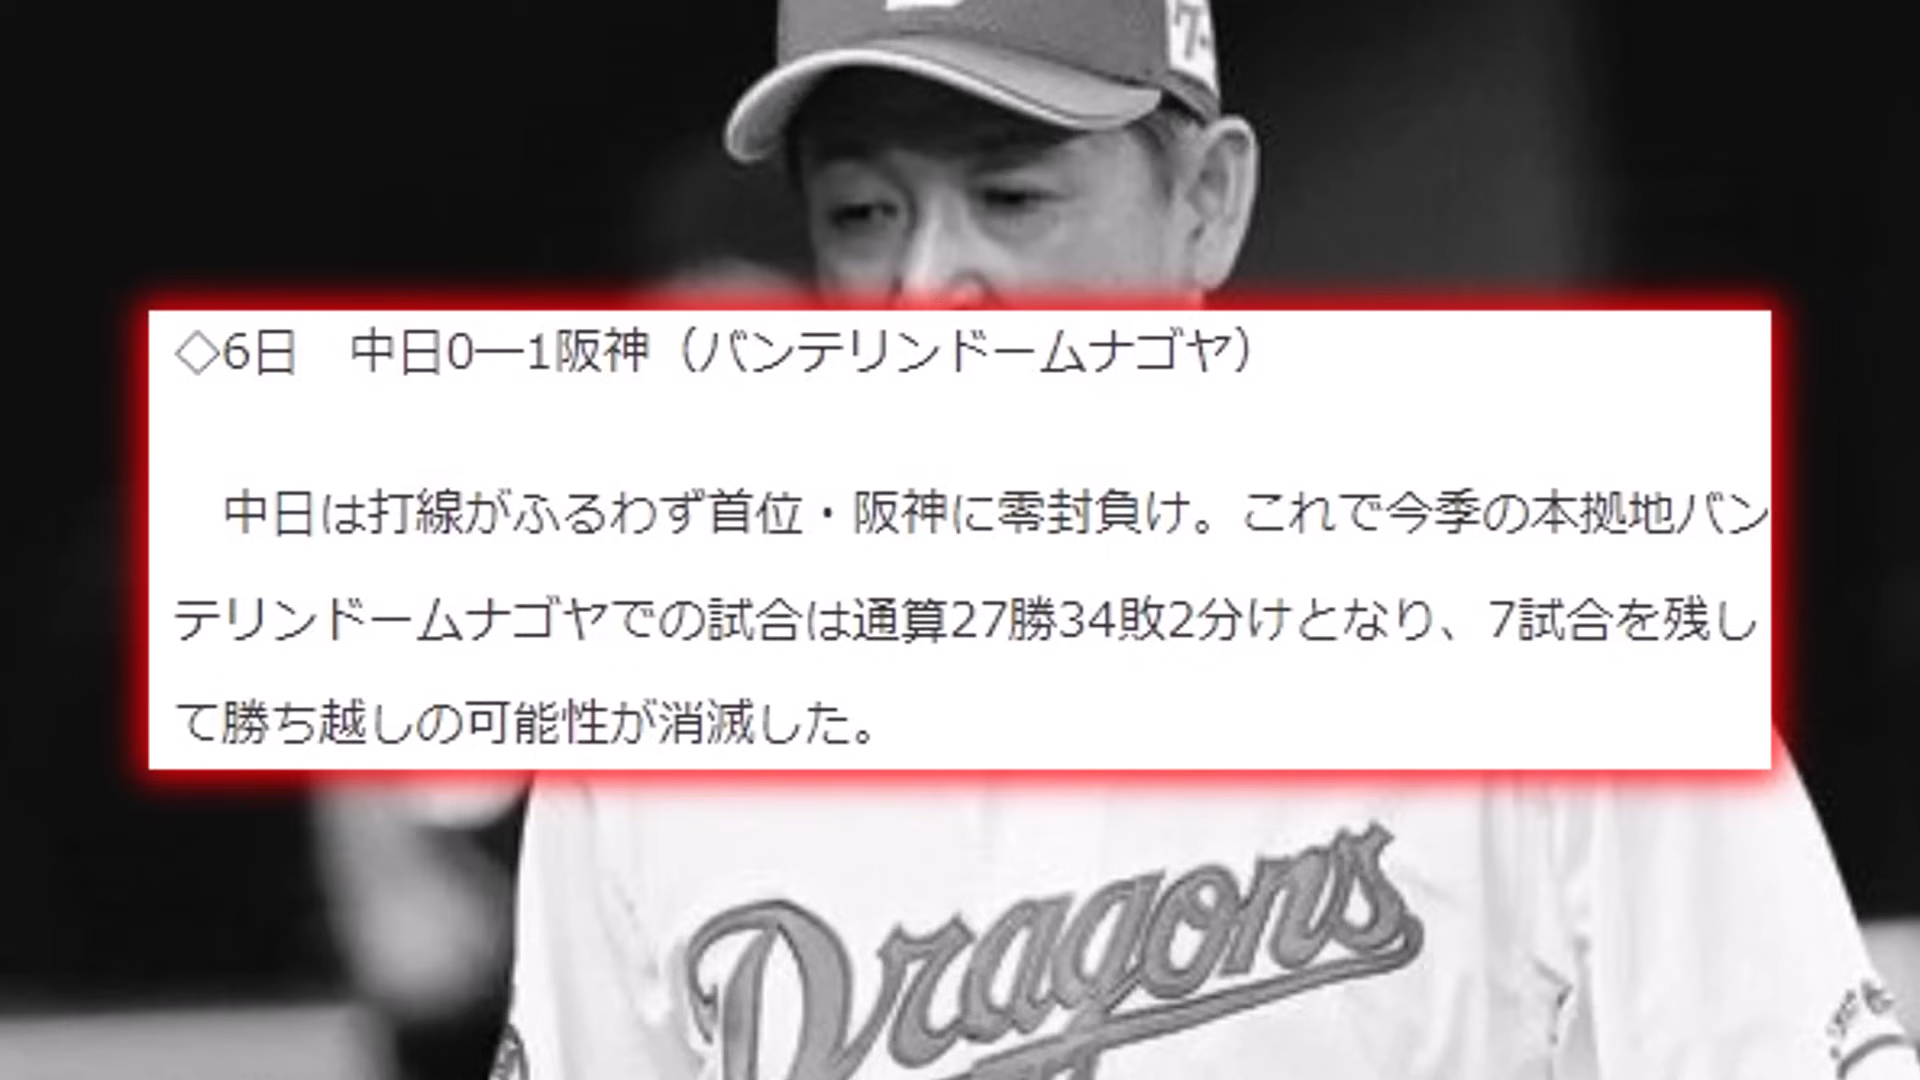 7-
◇6日　中日0―1阪神（バンテリンドームナゴヤ）
　中日は打線がふるわず首位・阪神に零封負け。これで今季の本拠地バン
テリンドームナゴヤでの試合は通算27勝34敗2分けとなり、7試合を残し
て勝ち越しの可能性が消滅した。
Dragons